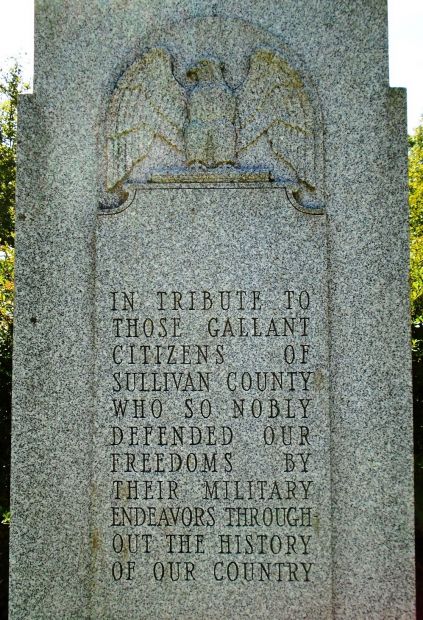 IN TRIBUTE TO
THOSE GALLANT
CITIZENS OF
SULLIVAN COUNTY
WHO SO NOBLY
DEFENDED OUR
FREEDOMS BY
THEIR MILITARY
ENDEAVORS THROUGH-
OUT THE HISTORY
OF OUR COUNTRY